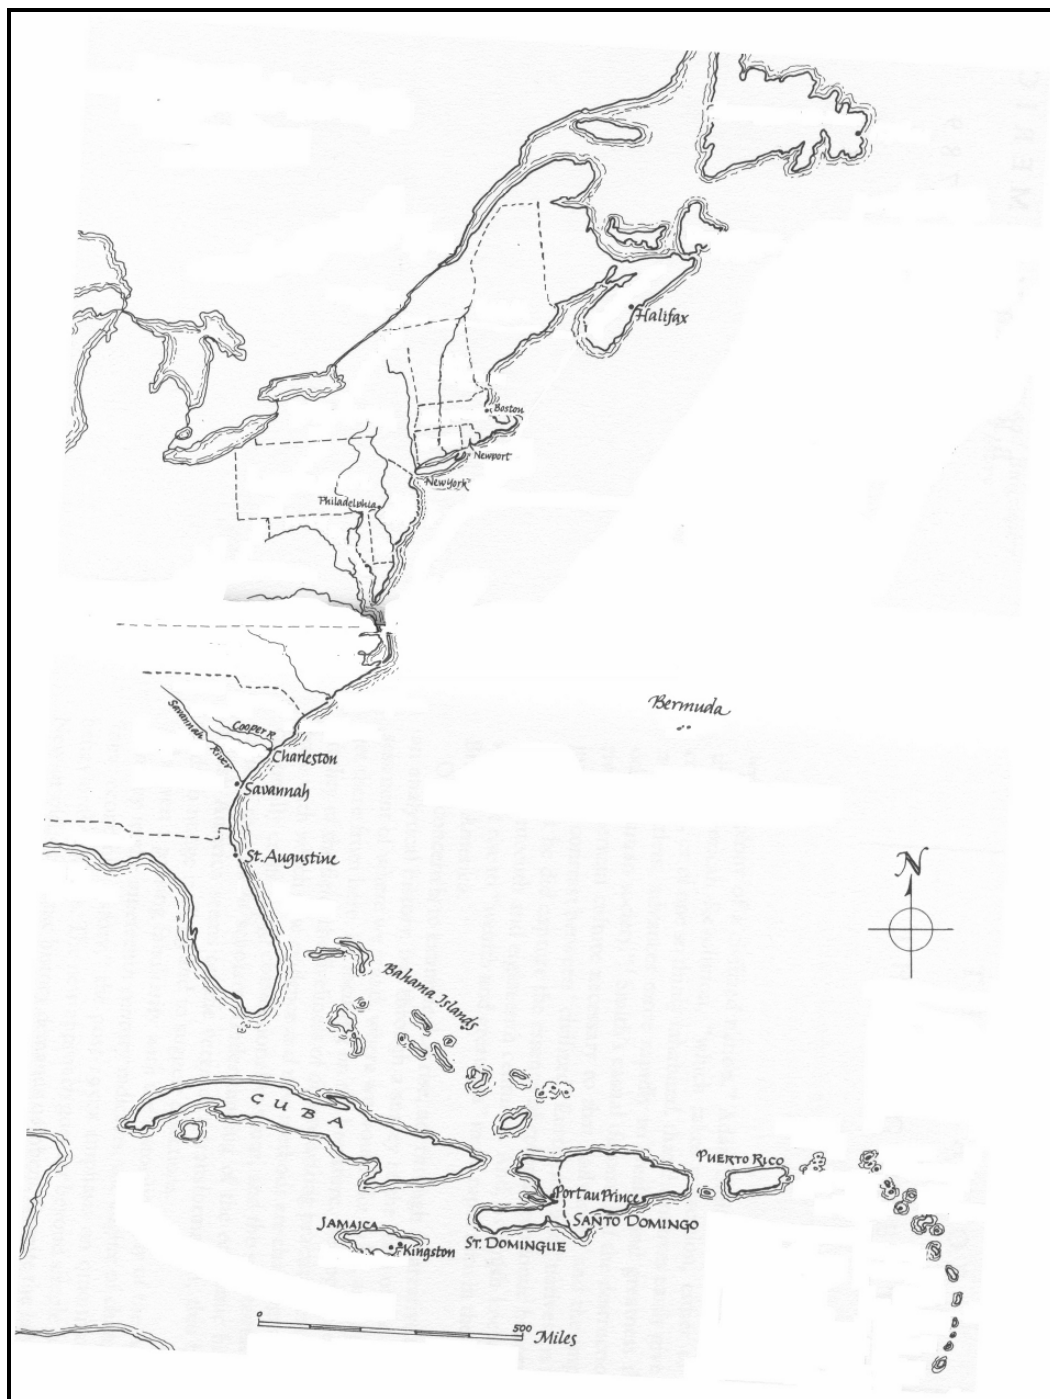 Halifax
Boston
Newport
New York
Philadelphia
Bermuda
Savannah River
Cooper R
Charleston
Savannah
St. Augustine
N
Bahama Islands
CUBA
PUERTO RICO
Port au Prince
SANTO DOMINGO
JAMAICA
ST. DOMINGUE
Kingston
0
500 Miles